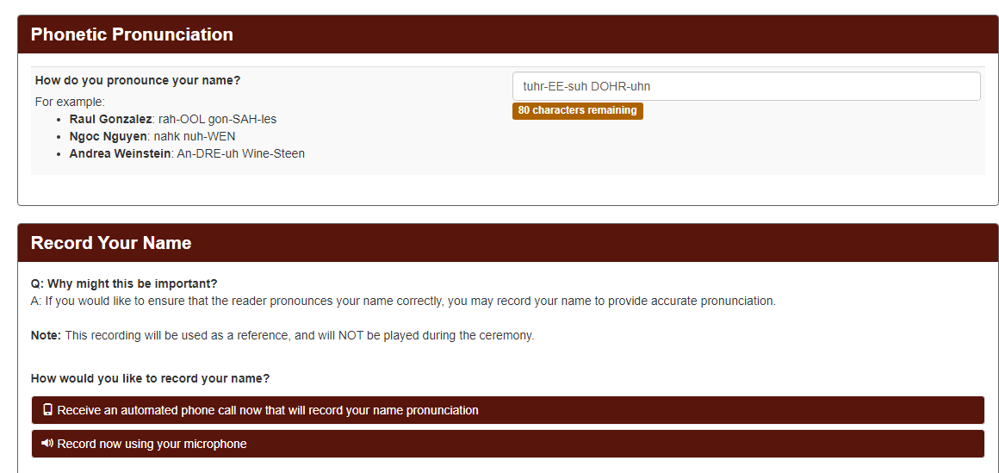 Phonetic Pronunciation
How do you pronounce your name?
tuhr-EE-suh DOHR-uhn
80 characters remaining
For example:
Raul Gonzalez: rah-OOL gon-SAH-les
Ngoc Nguyen: nahk nuh-WEN
Andrea Weinstein: An-DRE-uh Wine-Steen
Record Your Name
Q: Why might this be important?
A: If you would like to ensure that the reader pronounces your name correctly, you may record your name to provide accurate pronunciation.
Note: This recording will be used as a reference, and will NOT be played during the ceremony.
How would you like to record your name?
Receive an automated phone call now that will record your name pronunciation
Record now using your microphone